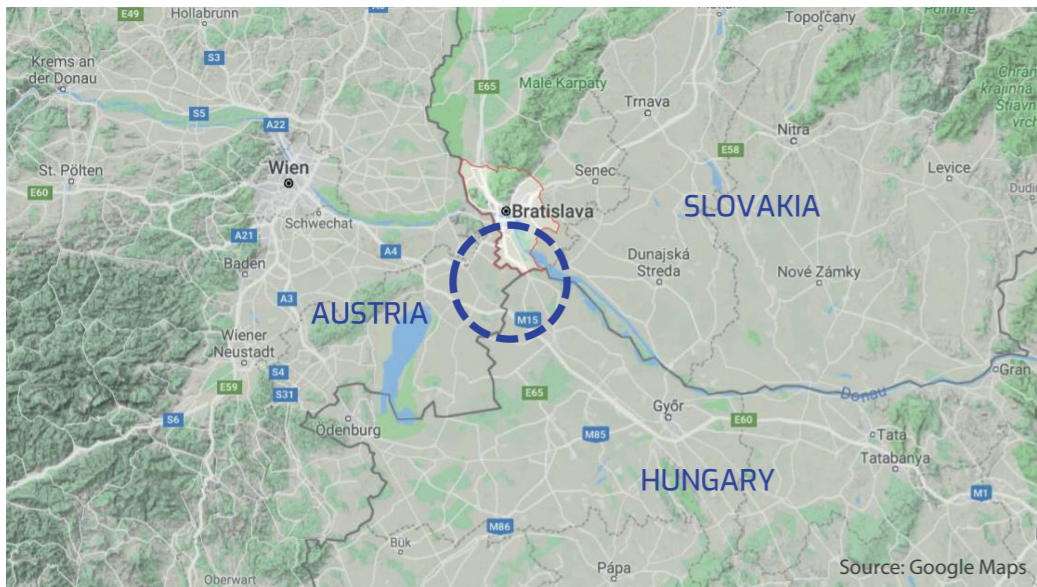 E49
Hollabrunn
Topoľčany
Krems an
der Donau
S3
E65
Malé Karpaty
Trnava
S5
A22
Nitra
St. Pölten
E60
Wien
E58
Senec
Levice
Schwechat
Bratislava
SLOVAKIA
A21
A4
Baden
Dunajská
Streda
Nové Zámky
A3
AUSTRIA
M15
Wiener
Neustadt
S4
E59
S31
E65
Donau
Gran
S6
Ödenburg
Győr
E60
M85
Tata
Tatabánya
HUNGARY
M1
M86
Bük
Pápa
Oberwart
Source: Google Maps